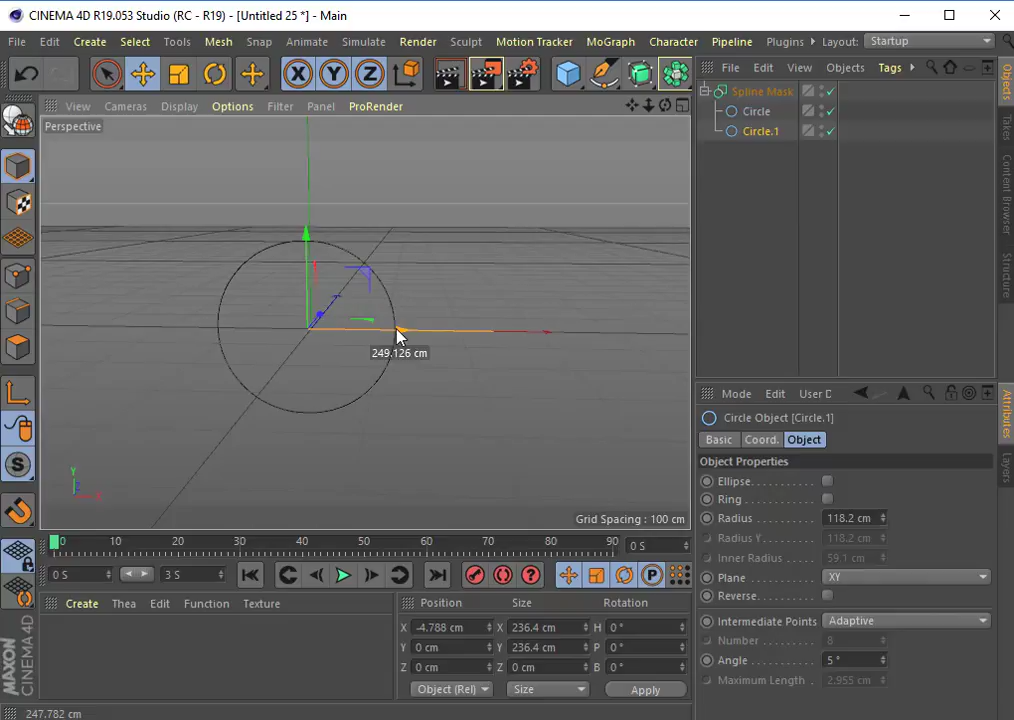 CINEMA 4D R19.053 Studio (RC - R19) - [Untitled 25 *] - Main
File Edit Create Select Tools Mesh Snap Animate Simulate Render Sculpt Motion Tracker MoGraph Character Pipeline Plugins Layout: Startup
X Y Z
File Edit View Objects Tags
View Cameras Display Options Filter Panel ProRender
Perspective
Spline Mask
Circle
Circle.1
Objects
Takes
Content Browser
Structure
249.126 cm
Y
Grid Spacing : 100 cm
Mode Edit User D
Circle Object [Circle.1]
Basic Coord. Object
Object Properties
Ellipse
Ring
Radius 118.2 cm
Radius Y 118.2 cm
Inner Radius 59.1 cm
Plane XY
Reverse
Intermediate Points Adaptive
Number 8
Angle 5 °
Maximum Length 2.955 cm
Attributes
Layers
0 10 20 30 40 50 60 70 80 90 0 S
0 S 3 S
Create Thea Edit Function Texture
Position Size Rotation
X -4.788 cm X 236.4 cm H 0 °
Y 0 cm Y 236.4 cm P 0 °
Z 0 cm Z 0 cm B 0 °
Object (Rel) Size Apply
MAXON
CINEMA 4D
247.782 cm